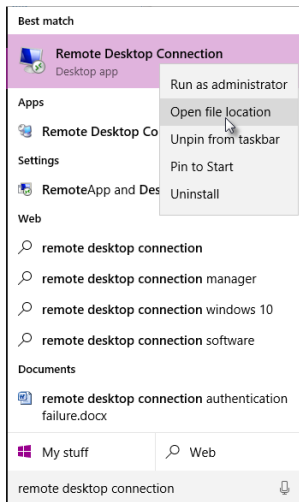 Best match
Remote Desktop Connection
Desktop app
Run as administrator
Open file location
Unpin from taskbar
Pin to Start
Uninstall
Apps
Remote Desktop Co
Settings
RemoteApp and Des
Web
remote desktop connection
remote desktop connection manager
remote desktop connection windows 10
remote desktop connection software
Documents
remote desktop connection authentication
failure.docx
My stuff
Web
remote desktop connection